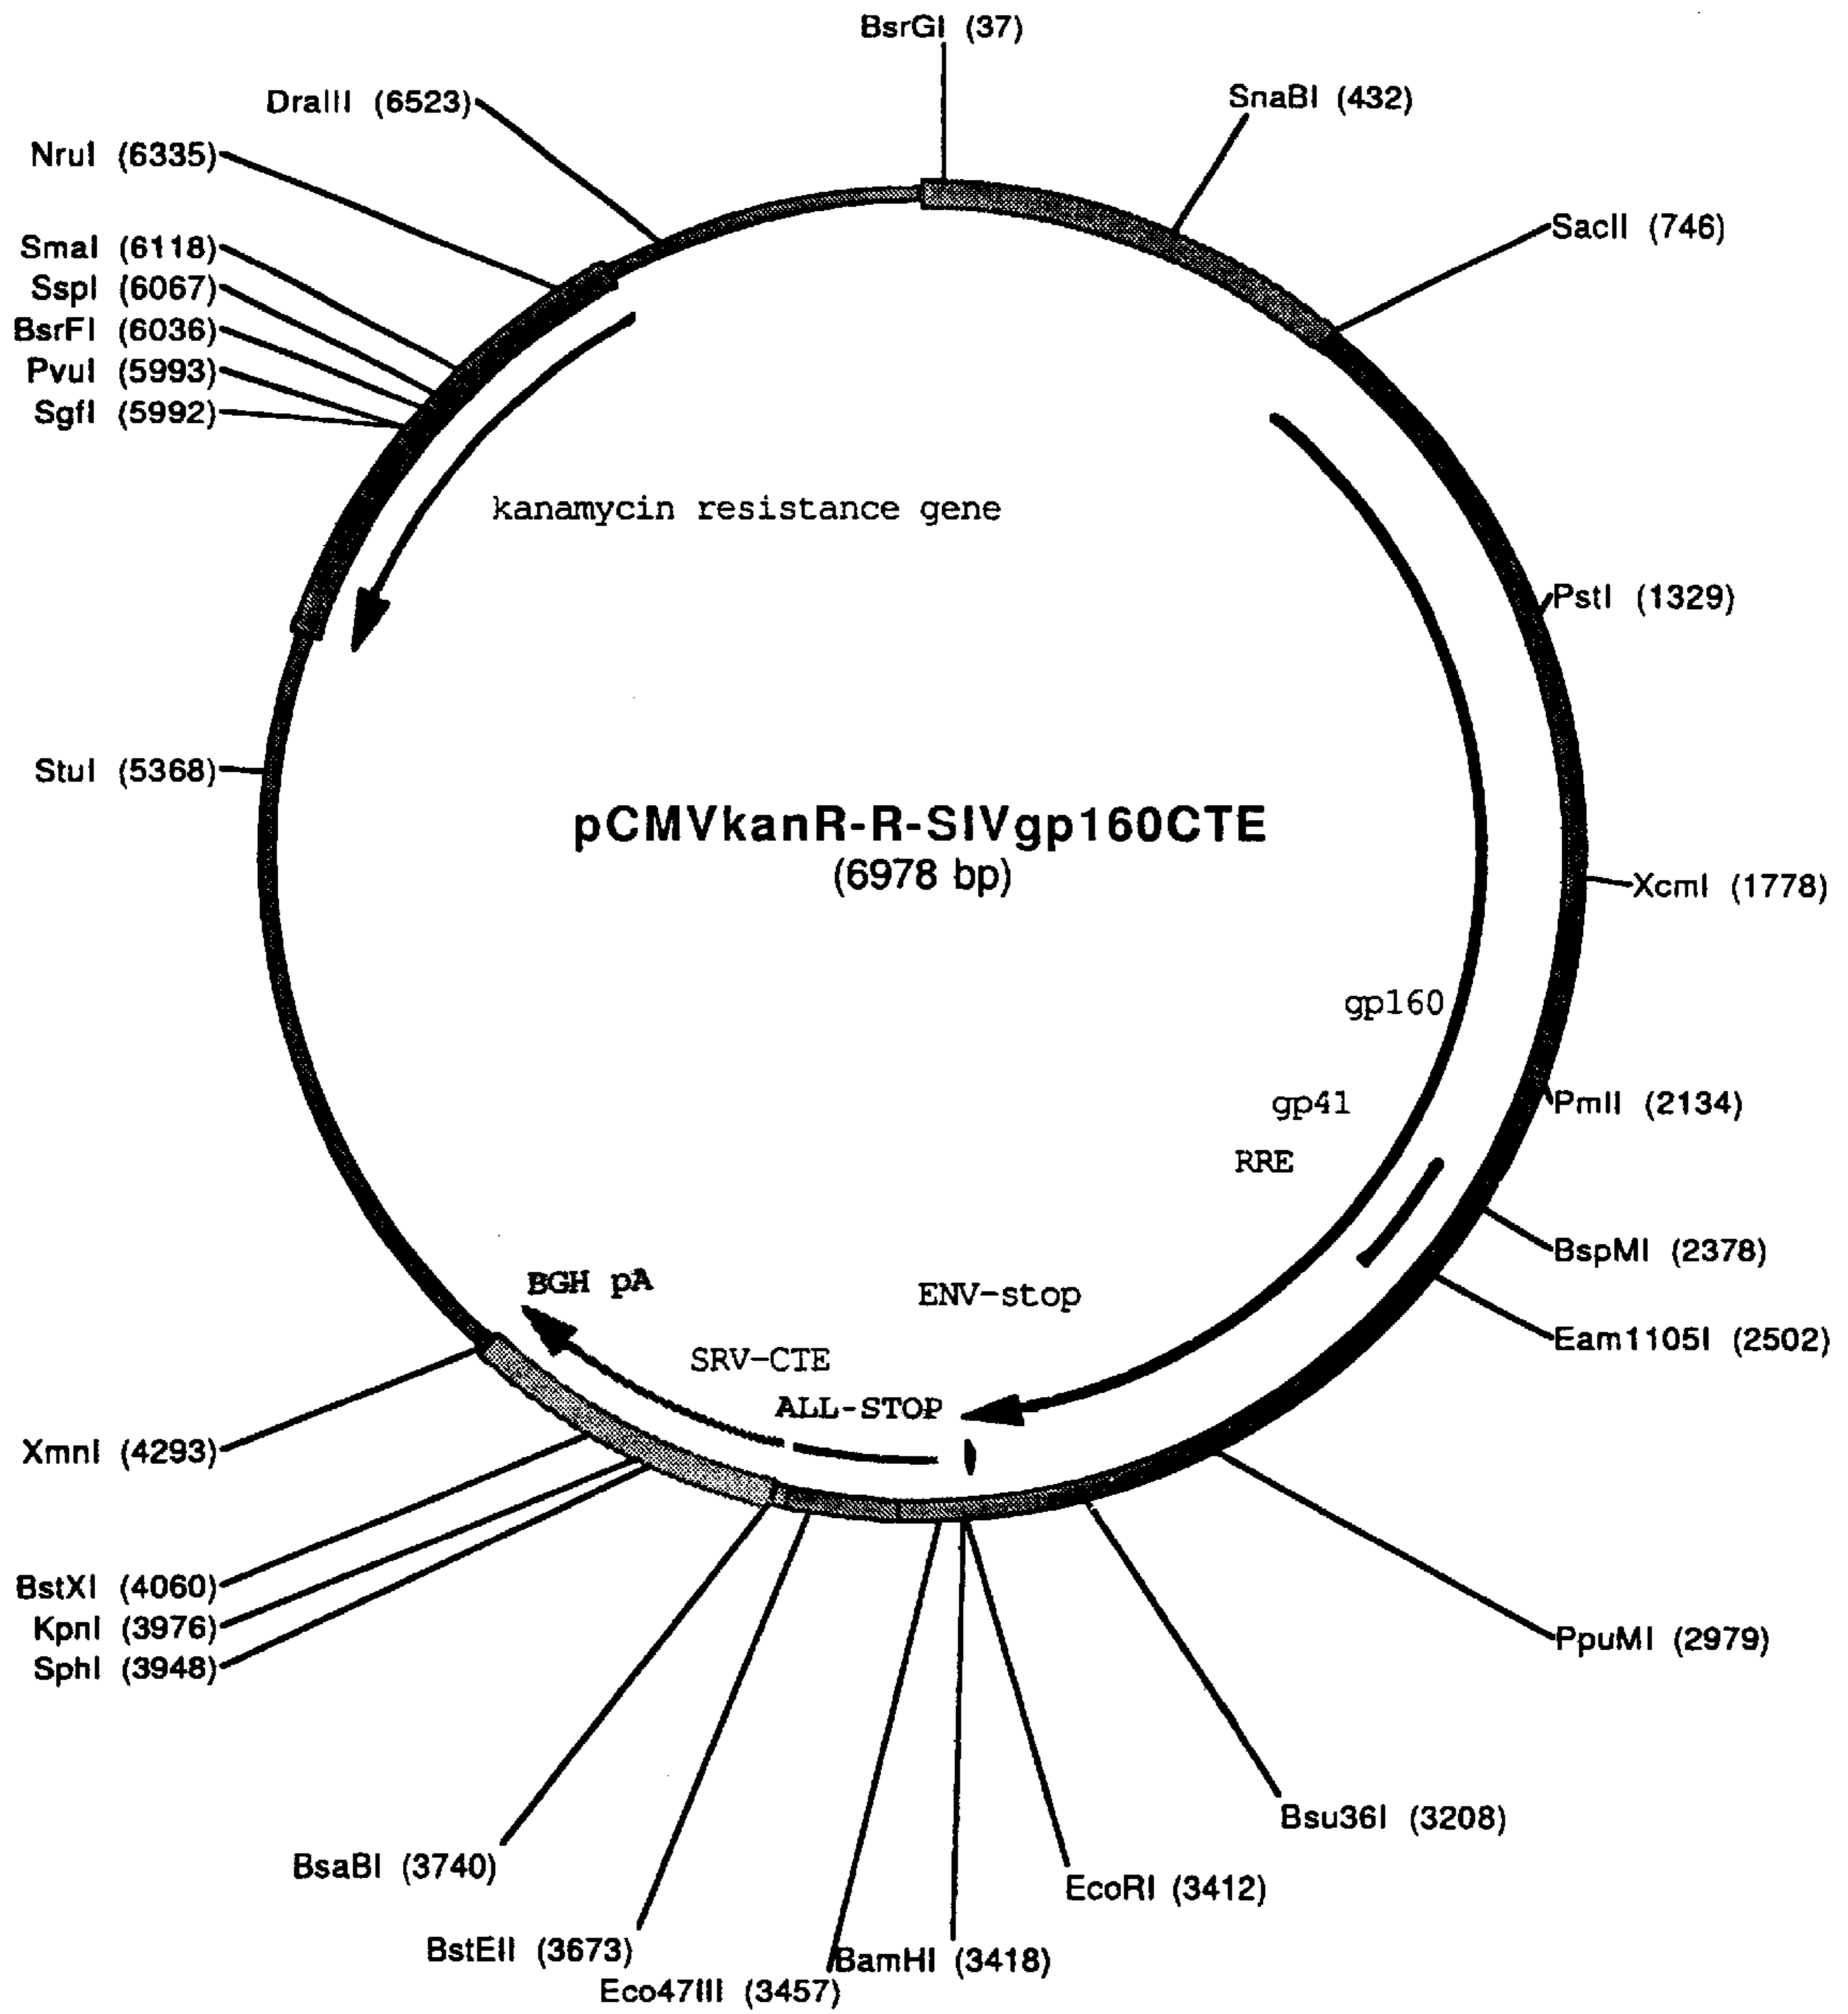 BsrGI (37)
SnaBI (432)
SacII (746)
PstI (1329)
XcmI (1778)
PmlI (2134)
BspMI (2378)
Eam1105I (2502)
PpuMI (2979)
Bsu36I (3208)
EcoRI (3412)
BamHI (3418)
Eco47III (3457)
BstEII (3673)
BsaBI (3740)
SphI (3948)
KpnI (3976)
BstXI (4060)
XmnI (4293)
StuI (5368)
SgfI (5992)
PvuI (5993)
BsrFI (6036)
SspI (6067)
SmaI (6118)
NruI (6335)
DraIII (6523)
kanamycin resistance gene
pCMVkanR-R-SIVgp160CTE
(6978 bp)
gp160
gp41
RRE
ENV-stop
BGH pA
SRV-CTE
ALL-STOP